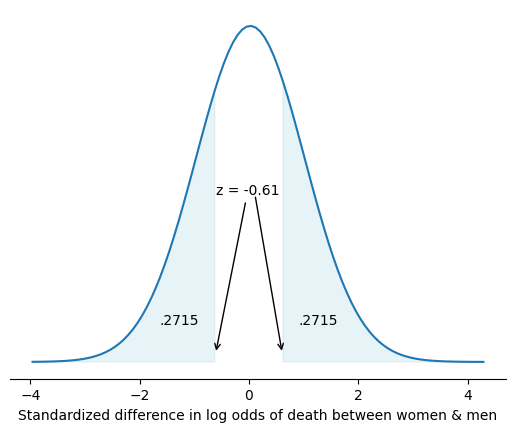 z = -0.61
.2715 .2715
−4 −2 0 2 4
Standardized difference in log odds of death between women & men